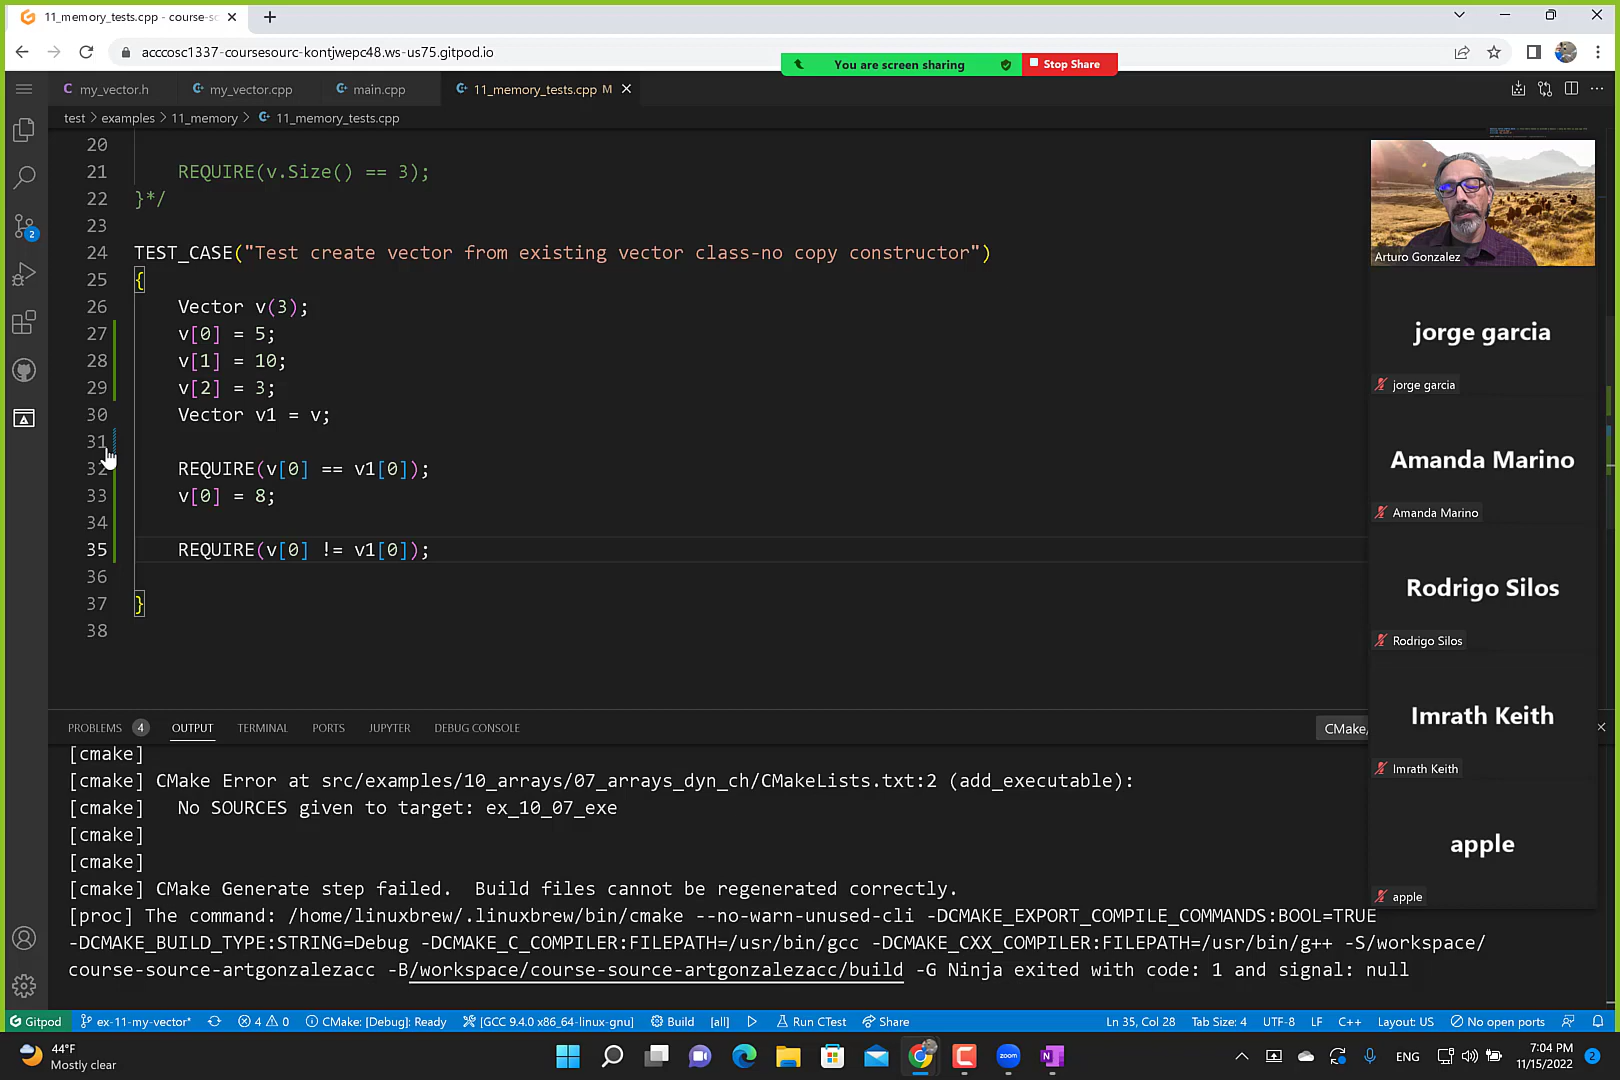 11_memory_tests.cpp - course-so
acccosc1337-coursesourc-kontjwepc48.ws-us75.gitpod.io
You are screen sharing
Stop Share
my_vector.h
my_vector.cpp
main.cpp
11_memory_tests.cpp M
test > examples > 11_memory > 11_memory_tests.cpp
20
21 REQUIRE(v.Size() == 3);
22 }*/
23
24 TEST_CASE("Test create vector from existing vector class-no copy constructor")
25 {
26 Vector v(3);
27 v[0] = 5;
28 v[1] = 10;
29 v[2] = 3;
30 Vector v1 = v;
31
32 REQUIRE(v[0] == v1[0]);
33 v[0] = 8;
34
35 REQUIRE(v[0] != v1[0]);
36
37 }
38
Arturo Gonzalez
jorge garcia
jorge garcia
Amanda Marino
Amanda Marino
Rodrigo Silos
Rodrigo Silos
Imrath Keith
Imrath Keith
apple
apple
2
PROBLEMS 4 OUTPUT TERMINAL PORTS JUPYTER DEBUG CONSOLE
CMake/
[cmake]
[cmake] CMake Error at src/examples/10_arrays/07_arrays_dyn_ch/CMakeLists.txt:2 (add_executable):
[cmake] No SOURCES given to target: ex_10_07_exe
[cmake]
[cmake]
[cmake] CMake Generate step failed. Build files cannot be regenerated correctly.
[proc] The command: /home/linuxbrew/.linuxbrew/bin/cmake --no-warn-unused-cli -DCMAKE_EXPORT_COMPILE_COMMANDS:BOOL=TRUE
-DCMAKE_BUILD_TYPE:STRING=Debug -DCMAKE_C_COMPILER:FILEPATH=/usr/bin/gcc -DCMAKE_CXX_COMPILER:FILEPATH=/usr/bin/g++ -S/workspace/
course-source-artgonzalezacc -B/workspace/course-source-artgonzalezacc/build -G Ninja exited with code: 1 and signal: null
Gitpod ex-11-my-vector* 4 0 CMake: [Debug]: Ready [GCC 9.4.0 x86_64-linux-gnu] Build [all] Run CTest Share Ln 35, Col 28 Tab Size: 4 UTF-8 LF C++ Layout: US No open ports
44°F
Mostly clear
zoom
N
ENG
7:04 PM
11/15/2022
2